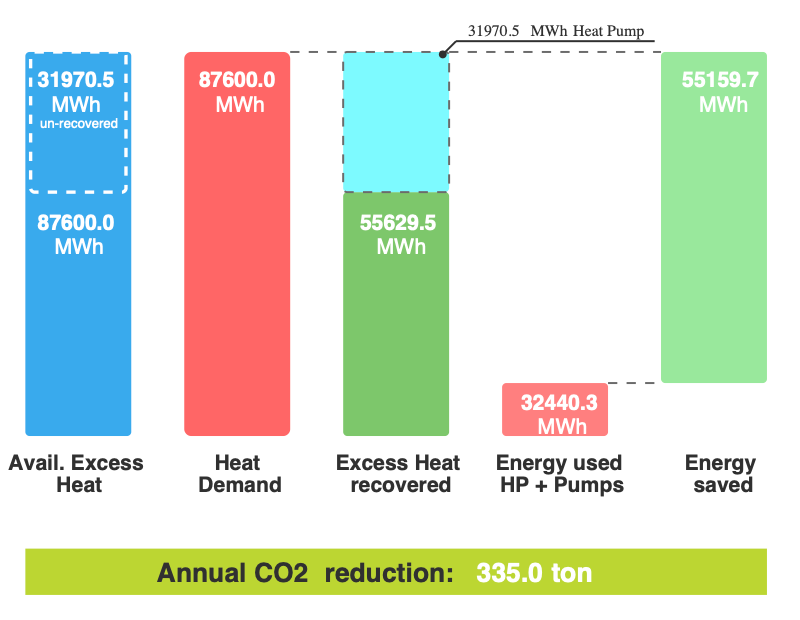 31970.5 MWh Heat Pump
31970.5
MWh
un-recovered
87600.0
MWh
87600.0
MWh
55629.5
MWh
32440.3
MWh
55159.7
MWh
Avail. Excess
Heat
Heat
Demand
Excess Heat
recovered
Energy used
HP + Pumps
Energy
saved
Annual CO2 reduction: 335.0 ton